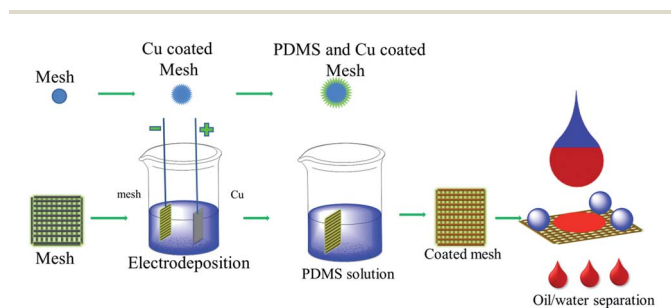 Cu coated
Mesh
PDMS and Cu coated
Mesh
Mesh
−
+
mesh
Cu
Mesh
Electrodeposition
PDMS solution
Coated mesh
Oil/water separation